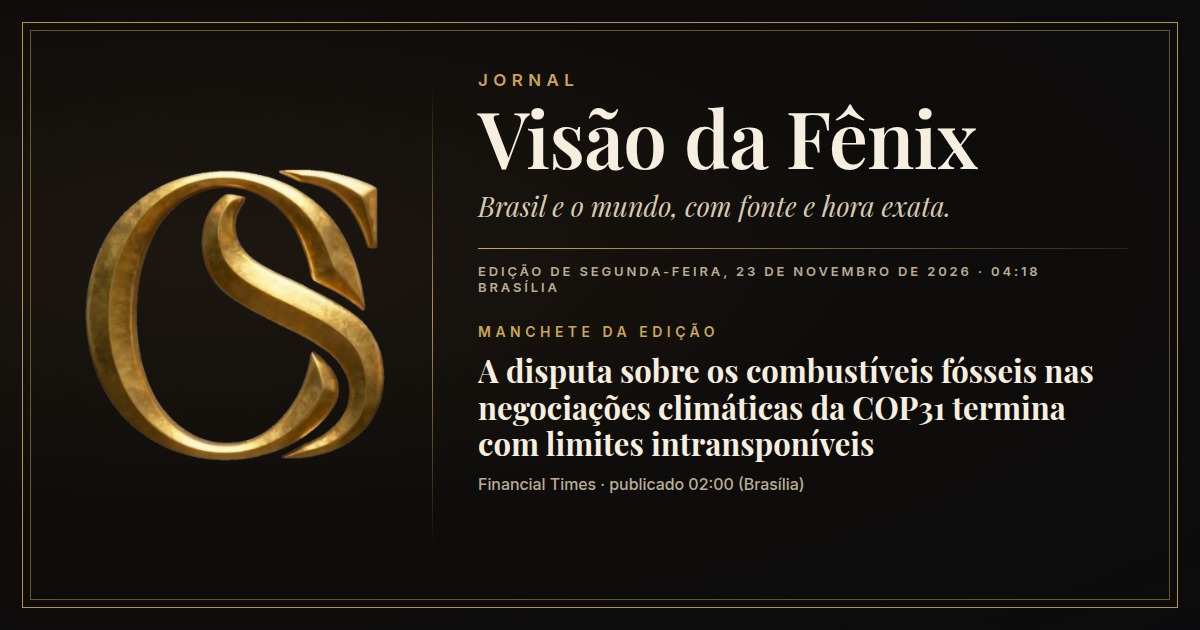 JORNAL
Visão da Fênix
Brasil e o mundo, com fonte e hora exata.
EDIÇÃO DE SEGUNDA-FEIRA, 23 DE NOVEMBRO DE 2026 · 04:18
BRASÍLIA
MANCHETE DA EDIÇÃO
A disputa sobre os combustíveis fósseis nas
negociações climáticas da COP31 termina
com limites intransponíveis
Financial Times · publicado 02:00 (Brasília)